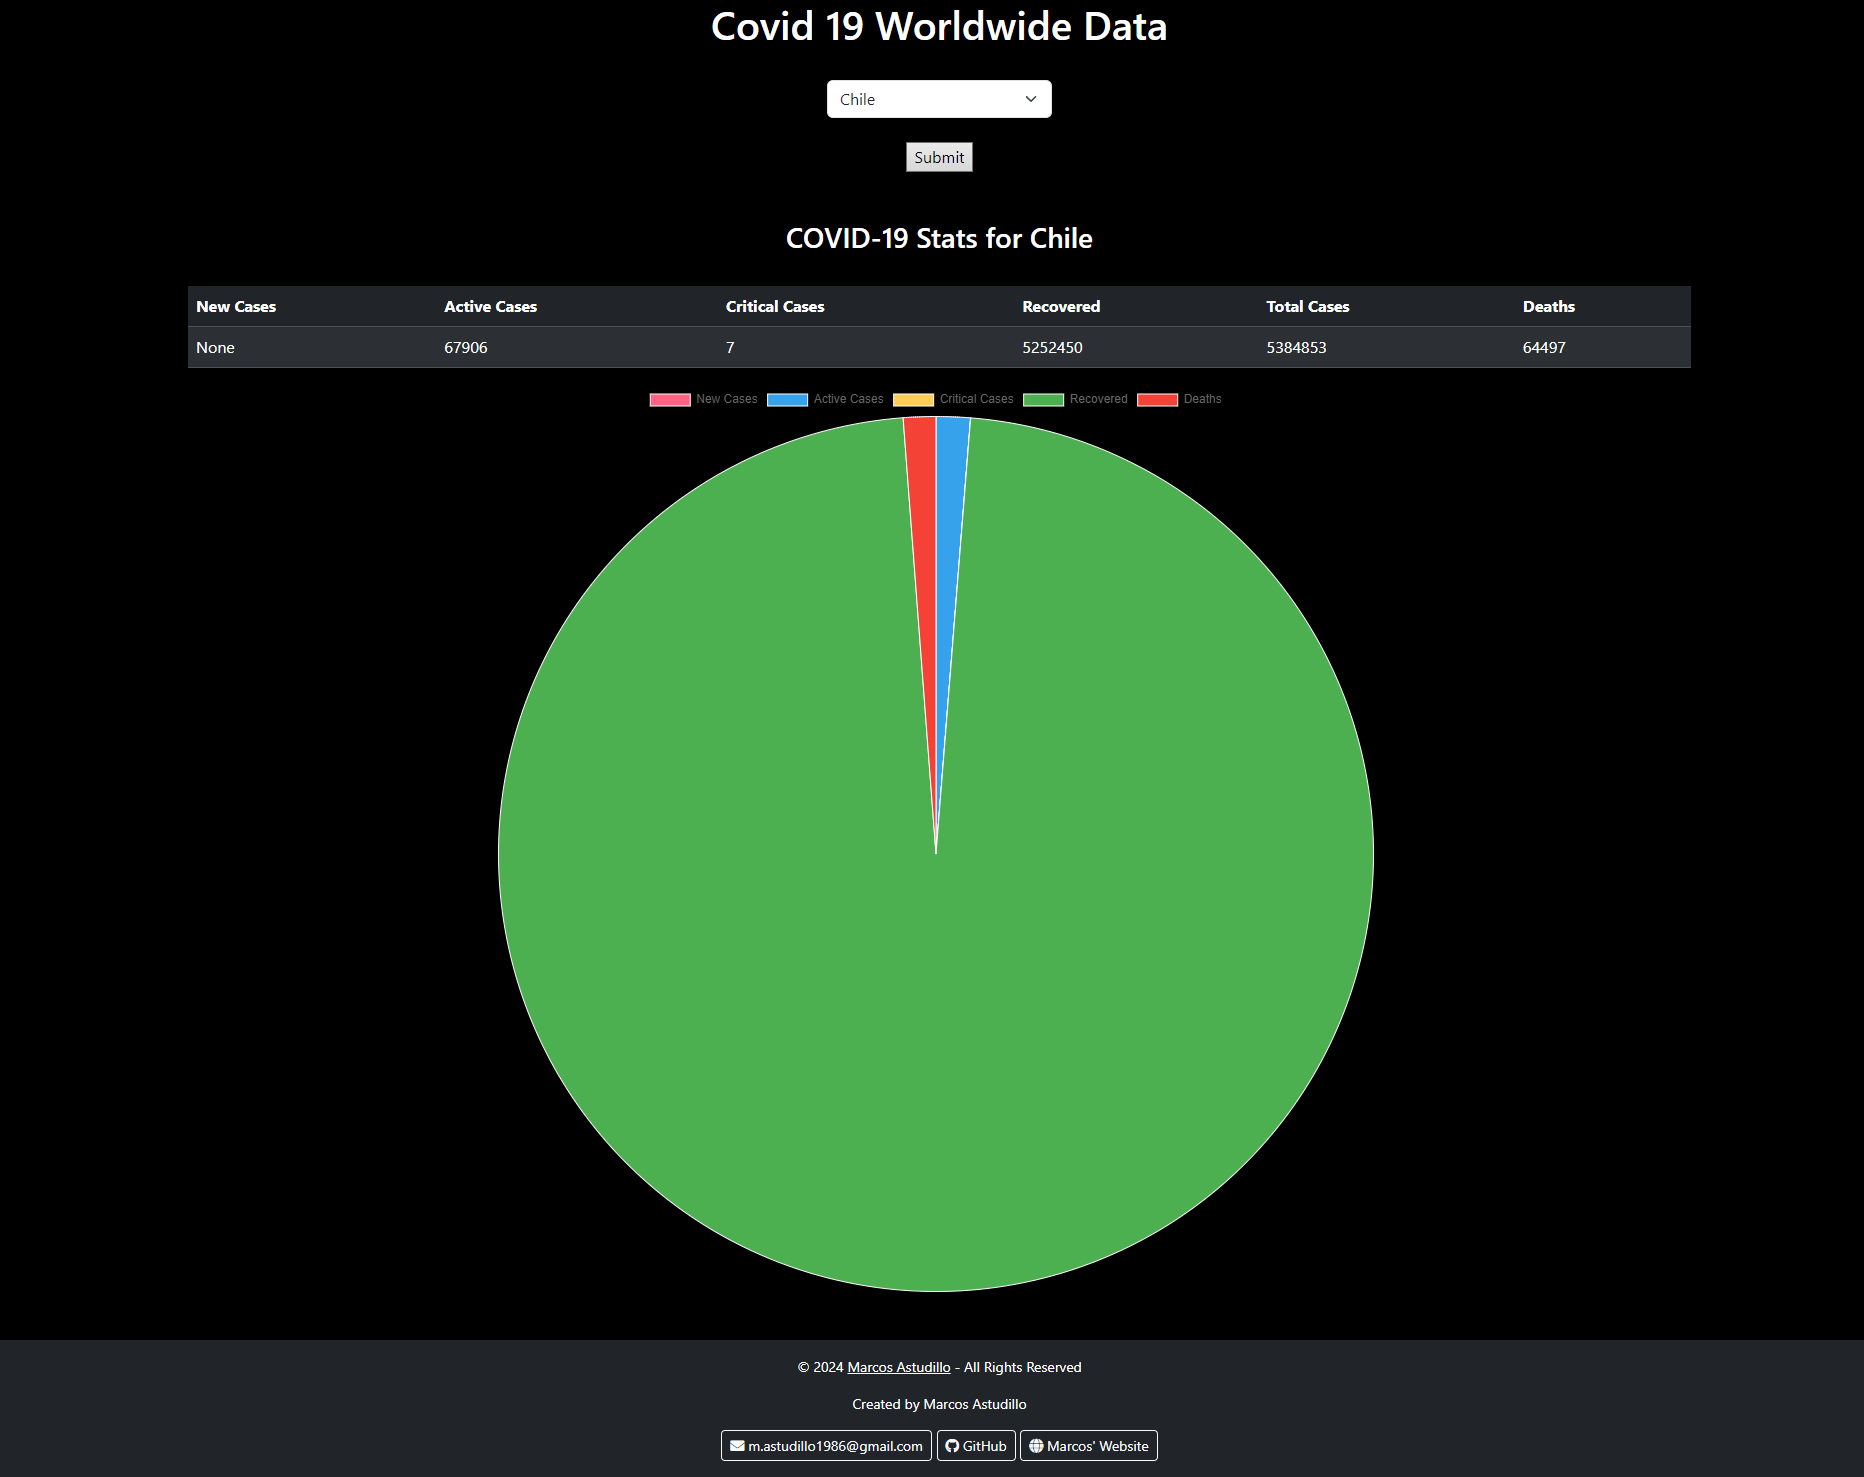 Covid 19 Worldwide Data
Chile
Submit
COVID-19 Stats for Chile
New Cases Active Cases Critical Cases Recovered Total Cases Deaths
None 67906 7 5252450 5384853 64497
New Cases Active Cases Critical Cases Recovered Deaths
© 2024 Marcos Astudillo - All Rights Reserved
Created by Marcos Astudillo
m.astudillo1986@gmail.com GitHub Marcos' Website